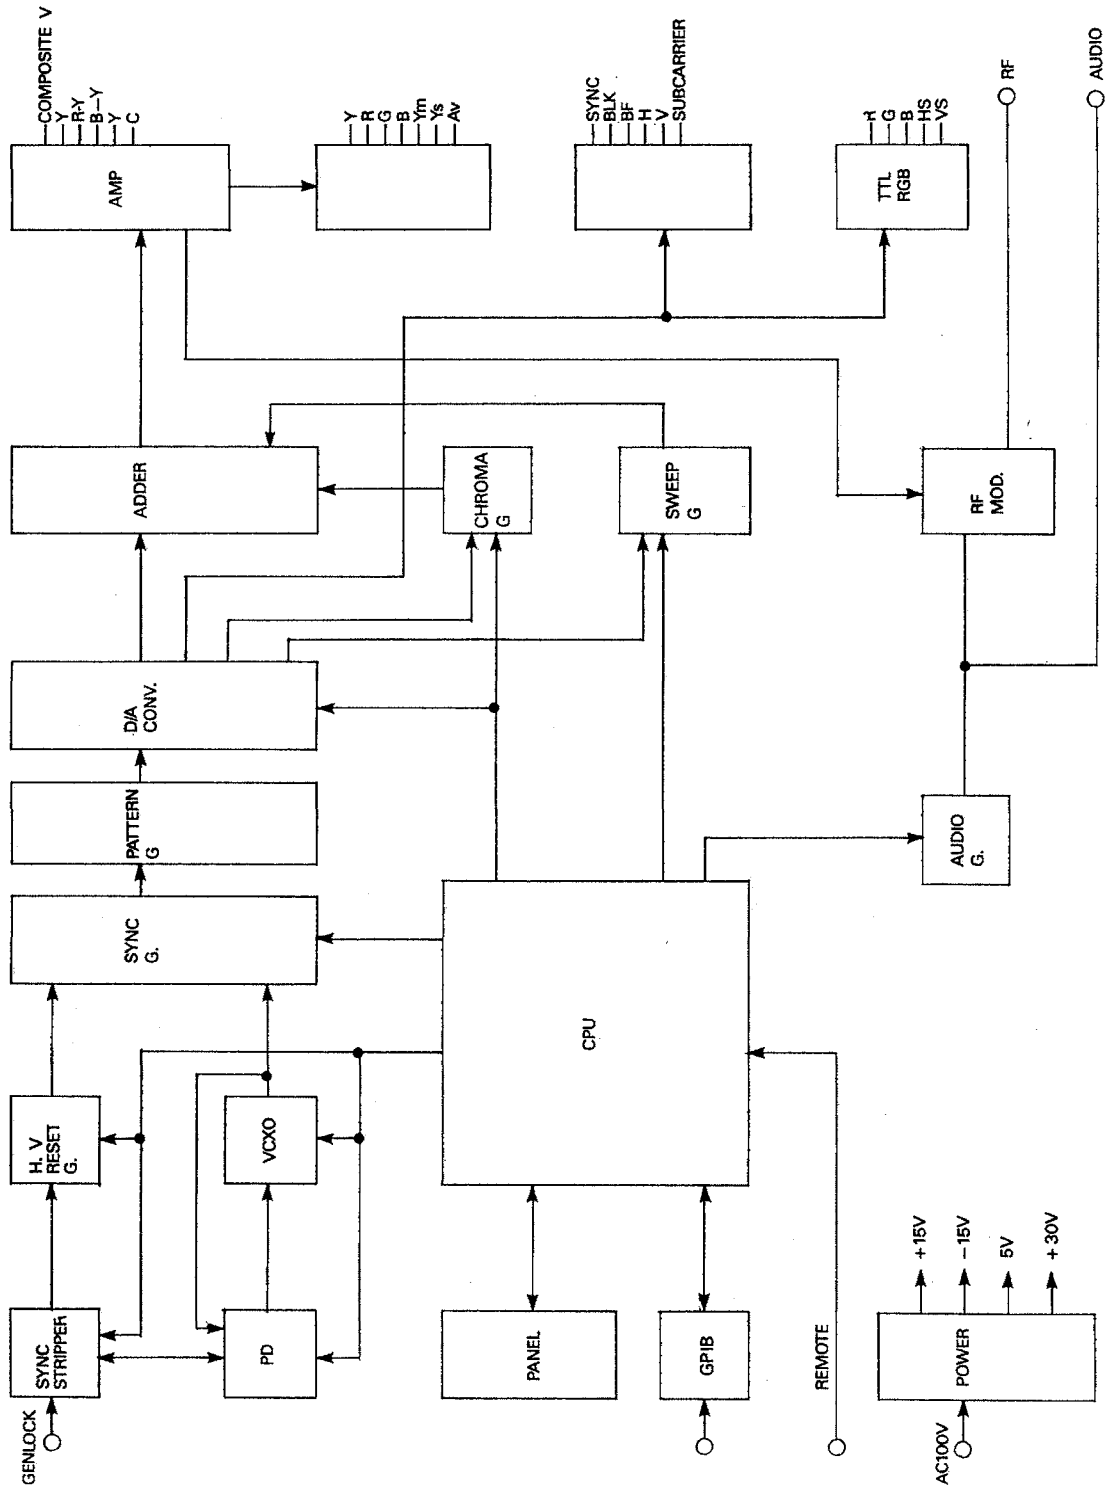 GENLOCK
SYNC
STRIPPER
H. V
RESET
G.
SYNC
G.
PATTERN
G
D/A
CONV.
ADDER
AMP
COMPOSITE V
Y
R-Y
B-Y
Y
C
PD
VCXO
Y
R
G
B
Ym
Ys
Av
CHROMA
G
PANEL
CPU
SWEEP
G
SYNC
BLK
BF
H
V
SUBCARRIER
GPIB
REMOTE
TTL
RGB
R
G
B
HS
VS
AC100V
POWER
+15V
-15V
5V
+30V
AUDIO
G.
RF
MOD.
RF
AUDIO